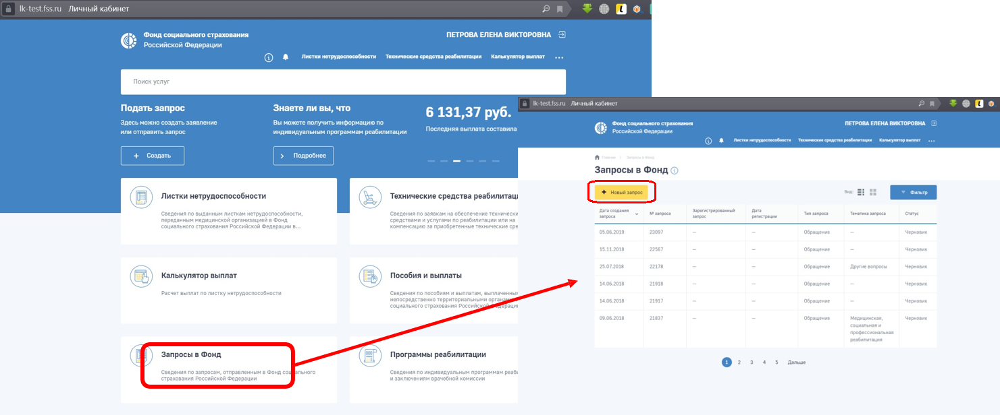 lk-test.fss.ru Личный кабинет
Фонд социального страхования
Российской Федерации
ПЕТРОВА ЕЛЕНА ВИКТОРОВНА
Листки нетрудоспособности Технические средства реабилитации Калькулятор выплат
Поиск услуг
Подать запрос
Здесь можно создать заявление
или отправить запрос
+ Создать
Знаете ли вы, что
Вы можете получить информацию по
индивидуальным программам реабилитации
Подробнее
6 131,37 руб.
Последняя выплата составила
Листки нетрудоспособности
Сведения по выданным листкам нетрудоспособности,
переданным медицинской организацией в Фонд
социального страхования Российской Федерации в...
Технические средства реабилитац
Сведения по заявкам на обеспечение технически
средствами и услугами по реабилитации или на
компенсацию за приобретенные технические сре
Калькулятор выплат
Расчет выплат по листку нетрудоспособности
Пособия и выплаты
Сведения по пособиям и выплатам, выплаченны
непосредственно территориальными органам
социального страхования Российской Федераци
Запросы в Фонд
Сведения по запросам, отправленным в Фонд социального
страхования Российской Федерации
Программы реабилитации
Сведения по индивидуальным программам реаби
и заключениям врачебной комиссии
lk-test.fss.ru Личный кабинет
Фонд социального страхования
Российской Федерации
ПЕТРОВА ЕЛЕНА ВИКТОРОВНА
Листки нетрудоспособности Технические средства реабилитации Калькулятор выплат
Главная / Запросы в Фонд
Запросы в Фонд
+ Новый запрос
Вид:
Фильтр
Дата создания
запроса
№ запроса
Зарегистрированный
запрос
Дата
регистрации
Тип запроса
Тематика запроса
Статус
05.06.2019 23097 — — Обращение — Черновик
15.11.2018 22567 — — Обращение — Черновик
25.07.2018 22178 — — Обращение Другие вопросы Черновик
14.06.2018 21918 — — Обращение — Черновик
14.06.2018 21917 — — Обращение — Черновик
09.06.2018 21837 — — Обращение Медицинская, Черновик
социальная и
профессиональная
реабилитация
1 2 3 4 5 Дальше